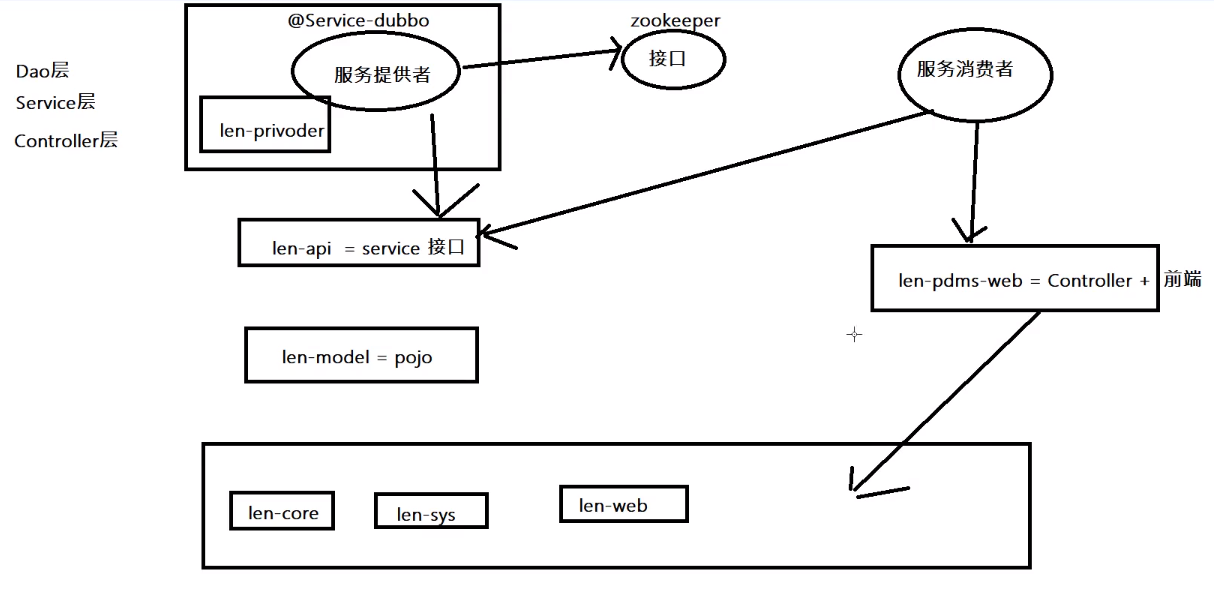 @Service-dubbo
zookeeper
服务提供者
接口
服务消费者
Dao层
Service层
Controller层
len-privoder
len-api = service 接口
len-pdms-web = Controller + 前端
len-model = pojo
len-core
len-sys
len-web